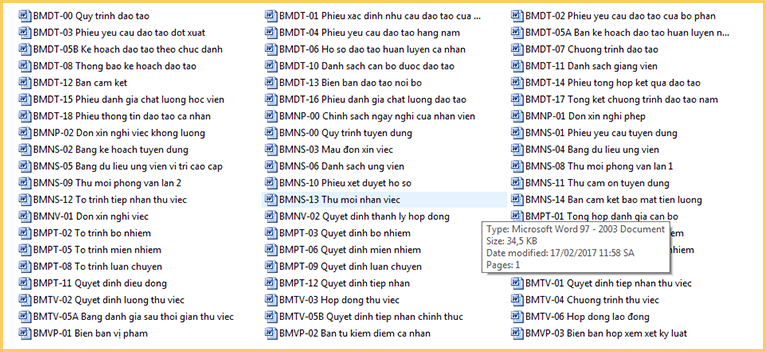 BMDT-00 Quy trinh dao tao
BMDT-01 Phieu xac dinh nhu cau dao tao cua ...
BMDT-02 Phieu yeu cau dao tao cua bo phan
BMDT-03 Phieu yeu cau dao tao dot xuat
BMDT-04 Phieu yeu cau dao tao hang nam
BMDT-05A Ban ke hoach dao tao huan luyen n...
BMDT-05B Ke hoach dao tao theo chuc danh
BMDT-06 Ho so dao tao huan luyen ca nhan
BMDT-07 Chuong trinh dao tao
BMDT-08 Thong bao ke hoach dao tao
BMDT-10 Danh sach can bo duoc dao tao
BMDT-11 Danh sach giang vien
BMDT-12 Ban cam ket
BMDT-13 Bien ban dao tao noi bo
BMDT-14 Phieu tong hop ket qua dao tao
BMDT-15 Phieu danh gia chat luong hoc vien
BMDT-16 Phieu danh gia chat luong dao tao
BMDT-17 Tong ket chuong trinh dao tao nam
BMDT-18 Phieu thong tin dao tao ca nhan
BMNP-00 Chinh sach ngay nghi cua nhan vien
BMNP-01 Don xin nghi phep
BMNP-02 Don xin nghi viec khong luong
BMNS-00 Quy trinh tuyen dung
BMNS-01 Phieu yeu cau tuyen dung
BMNS-02 Bang ke hoach tuyen dung
BMNS-03 Mau đon xin viec
BMNS-04 Bang du lieu ung vien
BMNS-05 Bang du lieu ung vien vi tri cao cap
BMNS-06 Danh sach ung vien
BMNS-08 Thu moi phong van lan 1
BMNS-09 Thu moi phong van lan 2
BMNS-10 Phieu xet duyet ho so
BMNS-11 Thu cam on tuyen dung
BMNS-12 To trinh tiep nhan thu viec
BMNS-13 Thu moi nhan viec
BMNS-14 Ban cam ket bao mat tien luong
BMNV-01 Don xin nghi viec
BMNV-02 Quyet dinh thanh ly hop dong
BMPT-01 Tong hop danh gia can bo
BMPT-02 To trinh bo nhiem
BMPT-03 Quyet dinh bo nhiem
Type: Microsoft Word 97 - 2003 Document
BMPT-05 To trinh mien nhiem
BMPT-06 Quyet dinh mien nhiem
Size: 34,5 KB
BMPT-08 To trinh luan chuyen
BMPT-09 Quyet dinh luan chuyen
Date modified: 17/02/2017 11:58 SA
Pages: 1
BMPT-11 Quyet dinh dieu dong
BMPT-12 Quyet dinh tiep nhan
BMTV-01 Quyet dinh thu viec
BMTV-02 Quyet dinh luong thu viec
BMTV-03 Hop dong thu viec
BMTV-04 Chuong trinh thu viec
BMTV-05A Bang danh gia sau thoi gian thu viec
BMTV-05B Quyet dinh tiep nhan chinh thuc
BMTV-06 Hop dong lao đong
BMVP-01 Bien ban vi pham
BMVP-02 Ban tu kiem diem ca nhan
BMVP-03 Bien ban hop xem xet ky luat